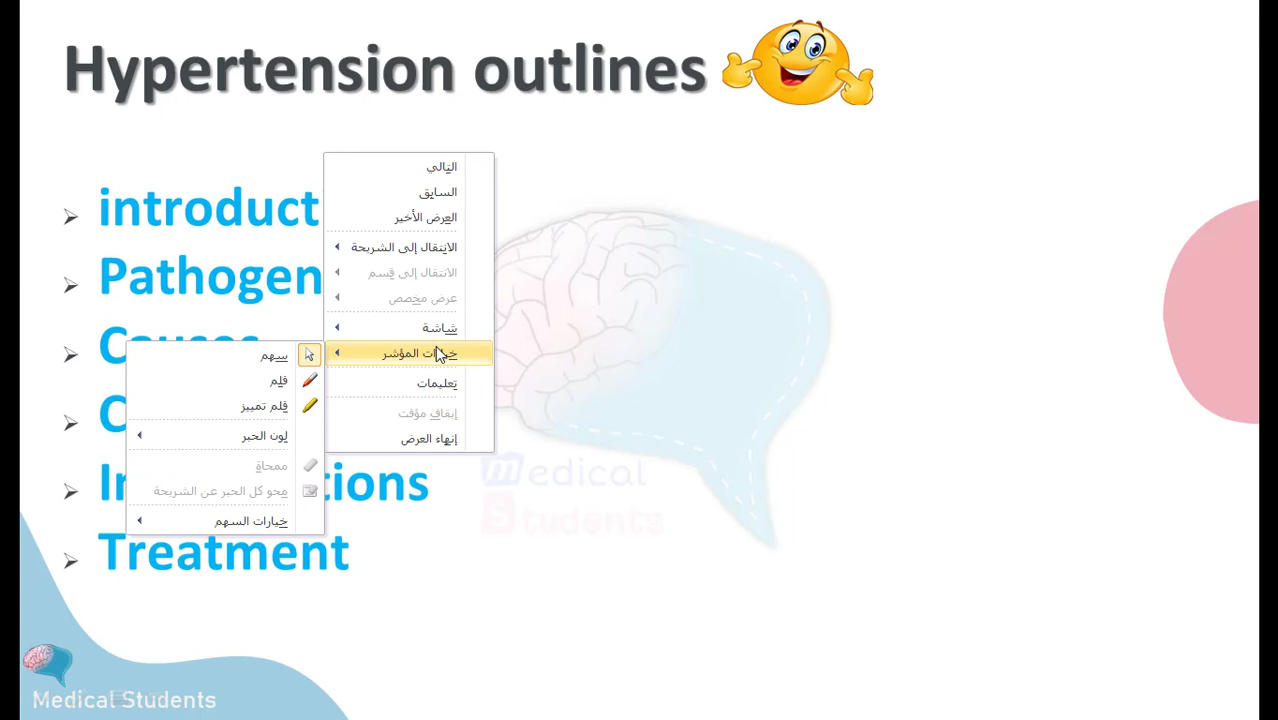 Hypertension outlines
introduct
Pathogen
Causes
C
In
tions
Treatment
التالي
السابق
العرض الأخير
الانتقال إلى الشريحة
الانتقال إلى قسم
عرض مخصص
شاشة
خيارات المؤشر
تعليمات
إيقاف مؤقت
إنهاء العرض
سهم
قلم
قلم تمييز
لون الحبر
ممحاة
محو كل الحبر عن الشريحة
خيارات السهم
medical
Students
Medical Students